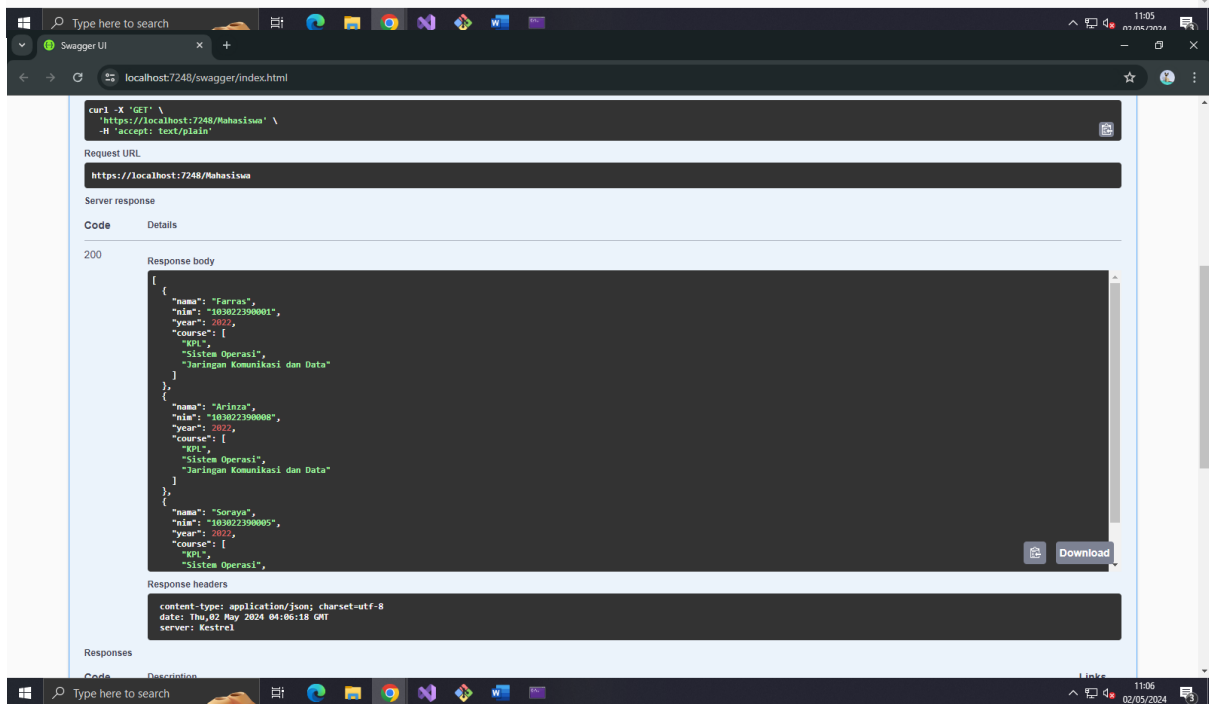 Type here to search
11:05
02/05/2024
Swagger UI
localhost:7248/swagger/index.html
curl -X 'GET' \
'https://localhost:7248/Mahasiswa' \
-H 'accept: text/plain'
Request URL
https://localhost:7248/Mahasiswa
Server response
Code Details
200
Response body
[
{
"nama": "Farras",
"nim": "103022390001",
"year": 2022,
"course": [
"KPL",
"Sistem Operasi",
"Jaringan Komunikasi dan Data"
]
},
{
"nama": "Arinza",
"nim": "103022390008",
"year": 2022,
"course": [
"KPL",
"Sistem Operasi",
"Jaringan Komunikasi dan Data"
]
},
{
"nama": "Soraya",
"nim": "103022390005",
"year": 2022,
"course": [
"KPL",
"Sistem Operasi",
Download
Response headers
content-type: application/json; charset=utf-8
date: Thu,02 May 2024 04:06:18 GMT
server: Kestrel
Responses
Code Description Links
Type here to search
11:06
02/05/2024